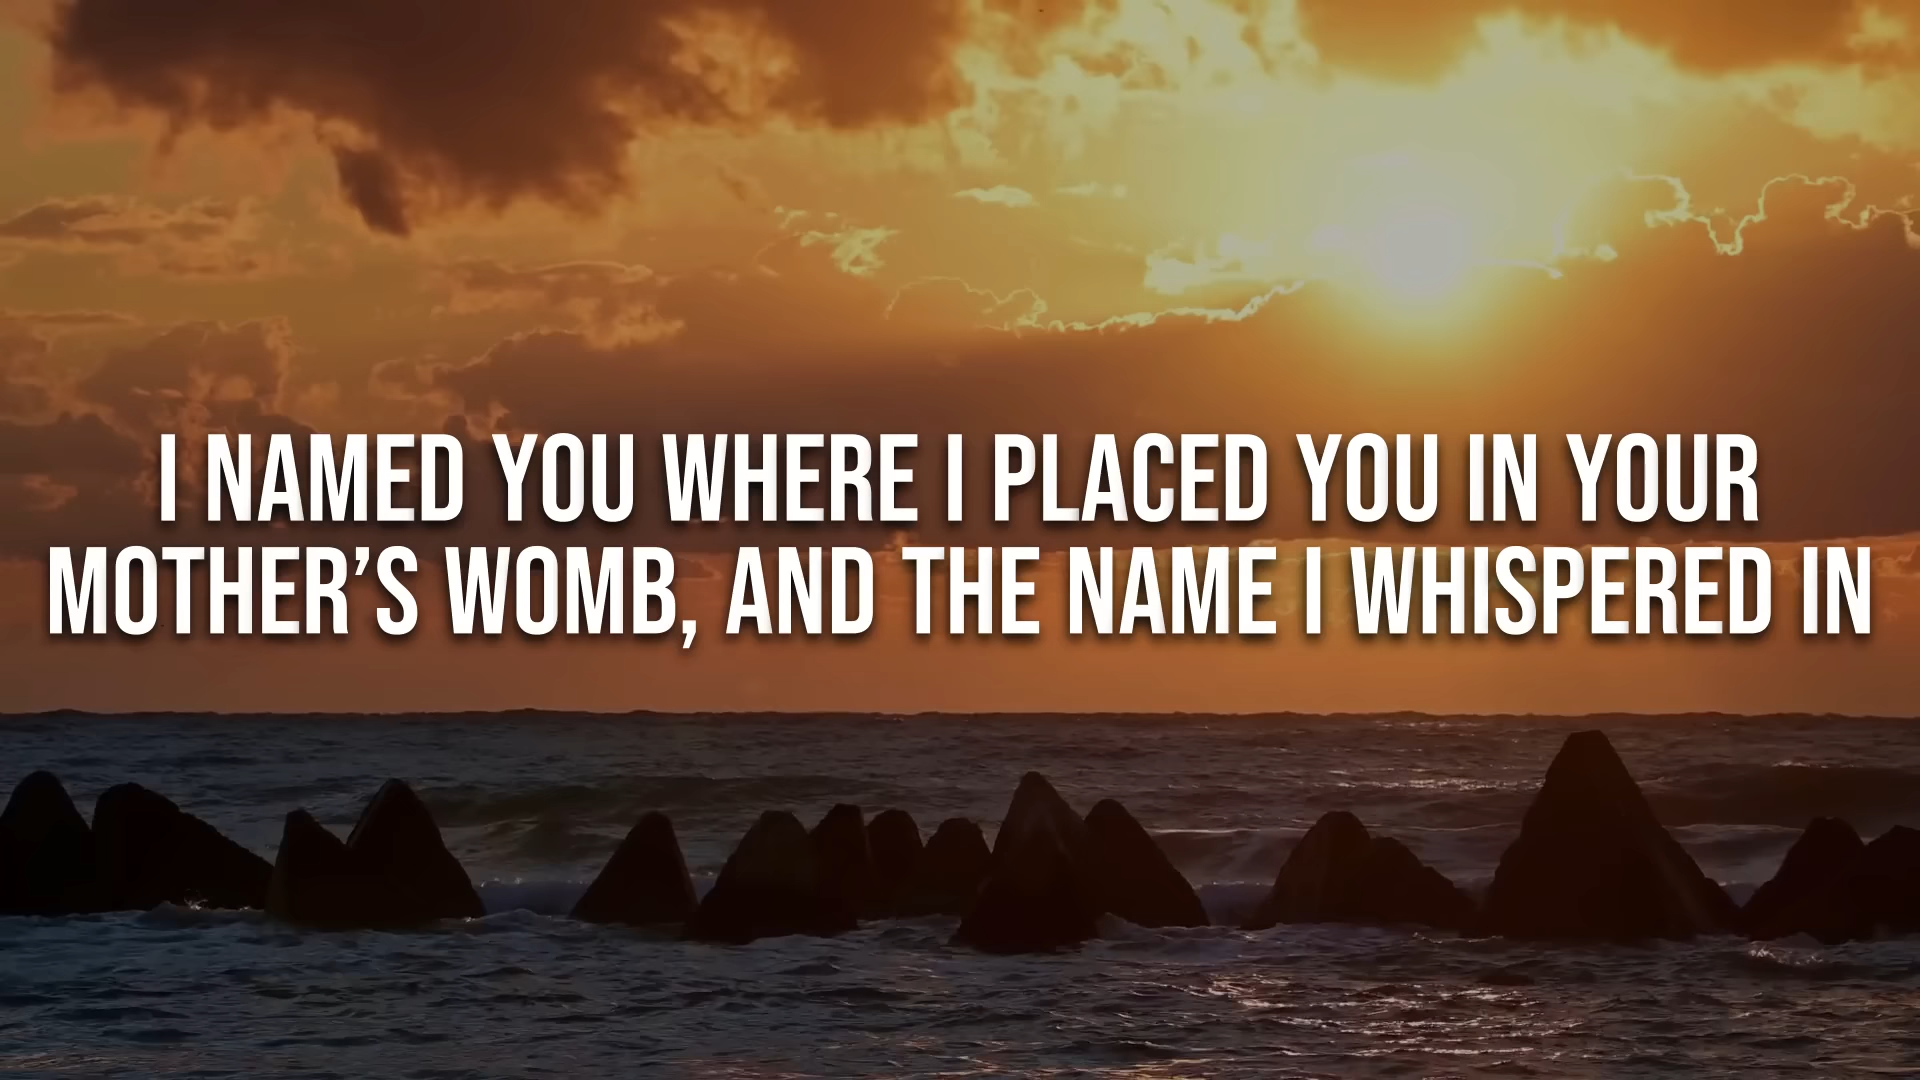 I NAMED YOU WHERE I PLACED YOU IN YOUR
MOTHER’S WOMB, AND THE NAME I WHISPERED IN